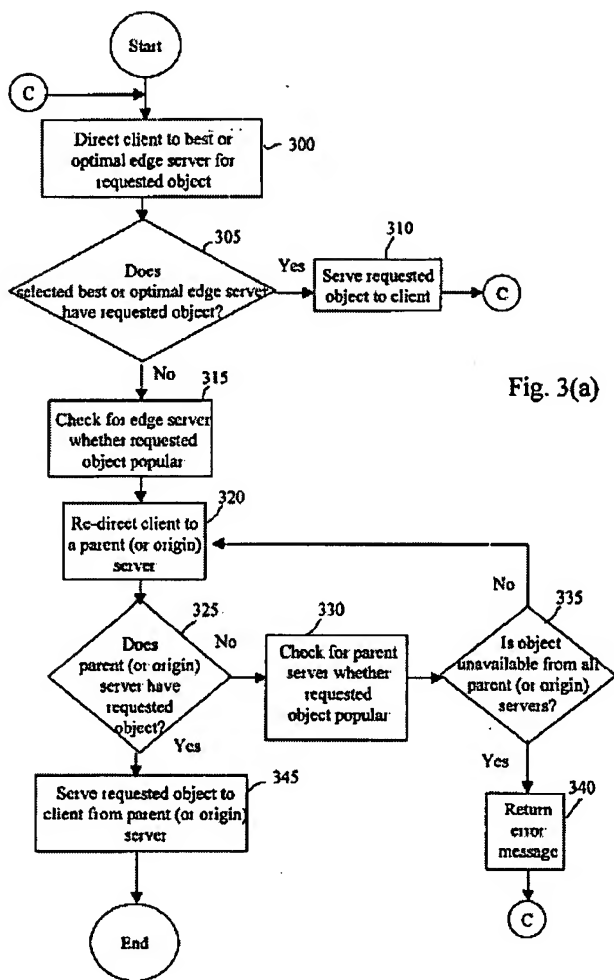 Start
C
Direct client to best or
optimal edge server for
requested object
300
305
Does
selected best or optimal edge server
have requested object?
Yes
310
Serve requested
object to client
C
No
Fig. 3(a)
315
Check for edge server
whether requested
object popular
320
Re-direct client to
a parent (or origin)
server
No
325
Does
parent (or origin)
server have
requested
object?
No
330
Check for parent
server whether
requested
object popular
335
Is object
unavailable from all
parent (or origin)
servers?
Yes
345
Serve requested object to
client from parent (or origin)
server
Yes
340
Return
error
message
C
End